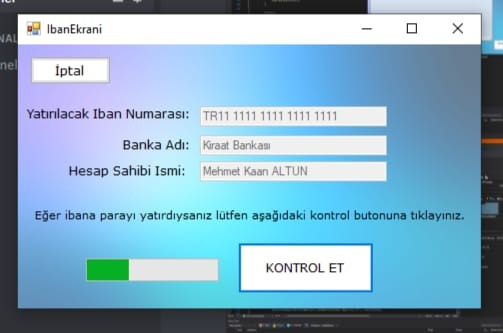 IbanEkrani
İptal
Yatırılacak Iban Numarası: TR11 1111 1111 1111 1111
Banka Adı: Kiraat Bankası
Hesap Sahibi Ismi: Mehmet Kaan ALTUN
Eğer ibana parayı yatırdıysanız lütfen aşağıdaki kontrol butonuna tıklayınız.
KONTROL ET